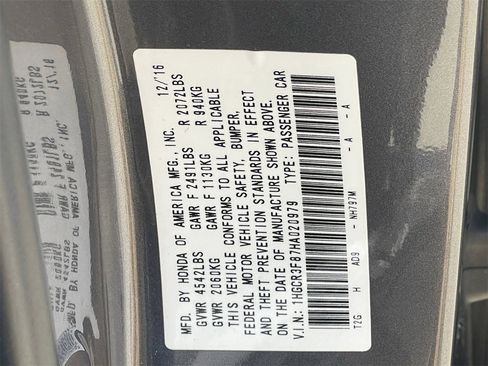 MFD. BY HONDA OF AMERICA MFG., INC. 12/'16
GVWR 4542LBS GAWR F 2491LBS R 2072LBS
GVWR 2060KG GAWR F 1130KG R 940KG
THIS VEHICLE CONFORMS TO ALL APPLICABLE
FEDERAL MOTOR VEHICLE SAFETY, BUMPER,
AND THEFT PREVENTION STANDARDS IN EFFECT
ON THE DATE OF MANUFACTURE SHOWN ABOVE.
V.I.N.: 1HGCR3F87HA020979 TYPE: PASSENGER CAR
T2G H AD9 - NH797M - A - A